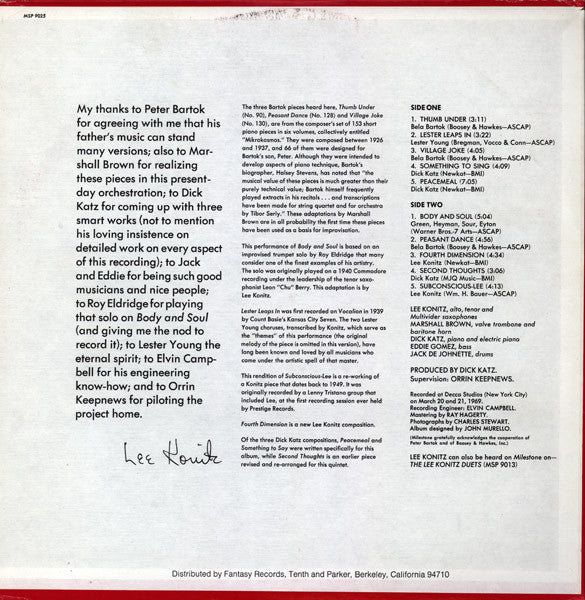 MSP 9025
My thanks to Peter Bartok
for agreeing with me that his
father's music can stand
many versions; also to Mar-
shall Brown for realizing
these pieces in this present-
day orchestration; to Dick
Katz for coming up with three
smart works (not to mention
his loving insistence on
detailed work on every aspect
of this recording); to Jack
and Eddie for being such good
musicians and nice people;
to Roy Eldridge for playing
that solo on Body and Soul
(and giving me the nod to
record it); to Lester Young the
eternal spirit; to Elvin Camp-
bell for his engineering
know-how; and to Orrin
Keepnews for piloting the
project home.
Lee Konitz
The three Bartok pieces heard here, Thumb Under
(No. 90), Peasant Dance (No. 128) and Village Joke
(No. 130), are from the composer's set of 153 short
piano pieces in six volumes, collectively entitled
"Mikrokosmos." They were composed between 1926
and 1937, and 66 of them were designed for
Bartok's son, Peter. Although they were intended to
develop aspects of piano technique, Bartok's
biographer, Halsey Stevens, has noted that "the
musical value of these pieces is much greater than their
purely technical value; Bartok himself frequently
played extracts in his recitals . . . and transcriptions
have been made for string quartet and for orchestra
by Tibor Serly." These adaptations by Marshall
Brown are in all probability the first time these pieces
have been used as a basis for improvisation.
This performance of Body and Soul is based on an
improvised trumpet solo by Roy Eldridge that many
consider one of the finest examples of his artistry.
The solo was originally played on a 1940 Commodore
recording under the leadership of the tenor saxo-
phonist Leon "Chu" Berry. This adaptation is by
Lee Konitz.
Lester Leaps In was first recorded on Vocalion in 1939
by Count Basie's Kansas City Seven. The two Lester
Young choruses, transcribed by Konitz, which serve as
the "themes" of this performance (the original
melody of the piece is omitted in this version), have
long been known and loved by all musicians who
came under the artistic spell of that master.
This rendition of Subconscious-Lee is a re-working of
a Konitz piece that dates back to 1949. It was
originally recorded by a Lenny Tristano group that
included Lee, at the first recording session ever held
by Prestige Records.
Fourth Dimension is a new Lee Konitz composition.
Of the three Dick Katz compositions, Peacemeal and
Something to Say were written specifically for this
album, while Second Thoughts is an earlier piece
revised and re-arranged for this quintet.
SIDE ONE
1. THUMB UNDER (3:11)
Bela Bartok (Boosey & Hawkes—ASCAP)
2. LESTER LEAPS IN (3:22)
Lester Young (Bregman, Vocco & Conn—ASCAP)
3. VILLAGE JOKE (4:05)
Bela Bartok (Boosey & Hawkes—ASCAP)
4. SOMETHING TO SING (4:09)
Dick Katz (Newkat—BMI)
5. PEACEMEAL (7:05)
Dick Katz (Newkat—BMI)
SIDE TWO
1. BODY AND SOUL (5:04)
Green, Heyman, Sour, Eyton
(Warner Bros.-7 Arts—ASCAP)
2. PEASANT DANCE (4:56)
Bela Bartok (Boosey & Hawkes—ASCAP)
3. FOURTH DIMENSION (4:34)
Lee Konitz (Newkat—BMI)
4. SECOND THOUGHTS (3:06)
Dick Katz (MJQ Music—BMI)
5. SUBCONSCIOUS-LEE (4:13)
Lee Konitz (Wm. H. Bauer—ASCAP)
LEE KONITZ, alto, tenor and
Multivider saxophones
MARSHALL BROWN, valve trombone and
baritone horn
DICK KATZ, piano and electric piano
EDDIE GOMEZ, bass
JACK DE JOHNETTE, drums
PRODUCED BY DICK KATZ.
Supervision: ORRIN KEEPNEWS.
Recorded at Decca Studios (New York City)
on March 20 and 21, 1969.
Recording Engineer: ELVIN CAMPBELL.
Mastering by RAY HAGERTY.
Photographs by CHARLES STEWART.
Album designed by JOHN MURELLO.
(Milestone gratefully acknowledges the cooperation of
Peter Bartok and of Boosey & Hawkes, Inc.)
LEE KONITZ can also be heard on Milestone on—
THE LEE KONITZ DUETS (MSP 9013)
Distributed by Fantasy Records, Tenth and Parker, Berkeley, California 94710